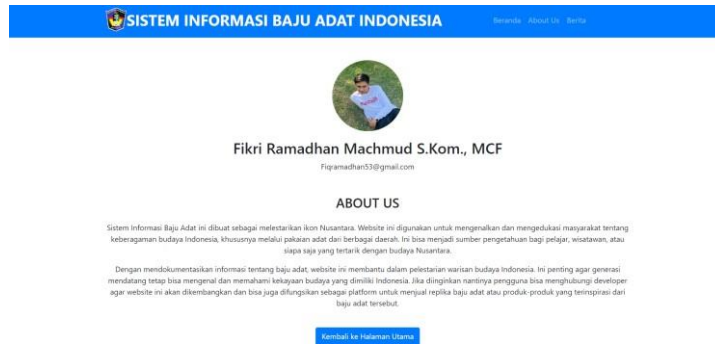 SISTEM INFORMASI BAJU ADAT INDONESIA
Beranda About Us Berita
Fikri Ramadhan Machmud S.Kom., MCF
Fiqramadhan53@gmail.com
ABOUT US
Sistem Informasi Baju Adat ini dibuat sebagai melestarikan ikon Nusantara. Website ini digunakan untuk mengenalkan dan mengedukasi masyarakat tentang
keberagaman budaya Indonesia, khususnya melalui pakaian adat dari berbagai daerah. Ini bisa menjadi sumber pengetahuan bagi pelajar, wisatawan, atau
siapa saja yang tertarik dengan budaya Nusantara.
Dengan mendokumentasikan informasi tentang baju adat, website ini membantu dalam pelestarian warisan budaya Indonesia. Ini penting agar generasi
mendatang tetap bisa mengenal dan memahami kekayaan budaya yang dimiliki Indonesia. Jika diinginkan nantinya pengguna bisa menghubungi developer
agar website ini akan dikembangkan dan bisa juga difungsikan sebagai platform untuk menjual replika baju adat atau produk-produk yang terinspirasi dari
baju adat tersebut.
Kembali ke Halaman Utama